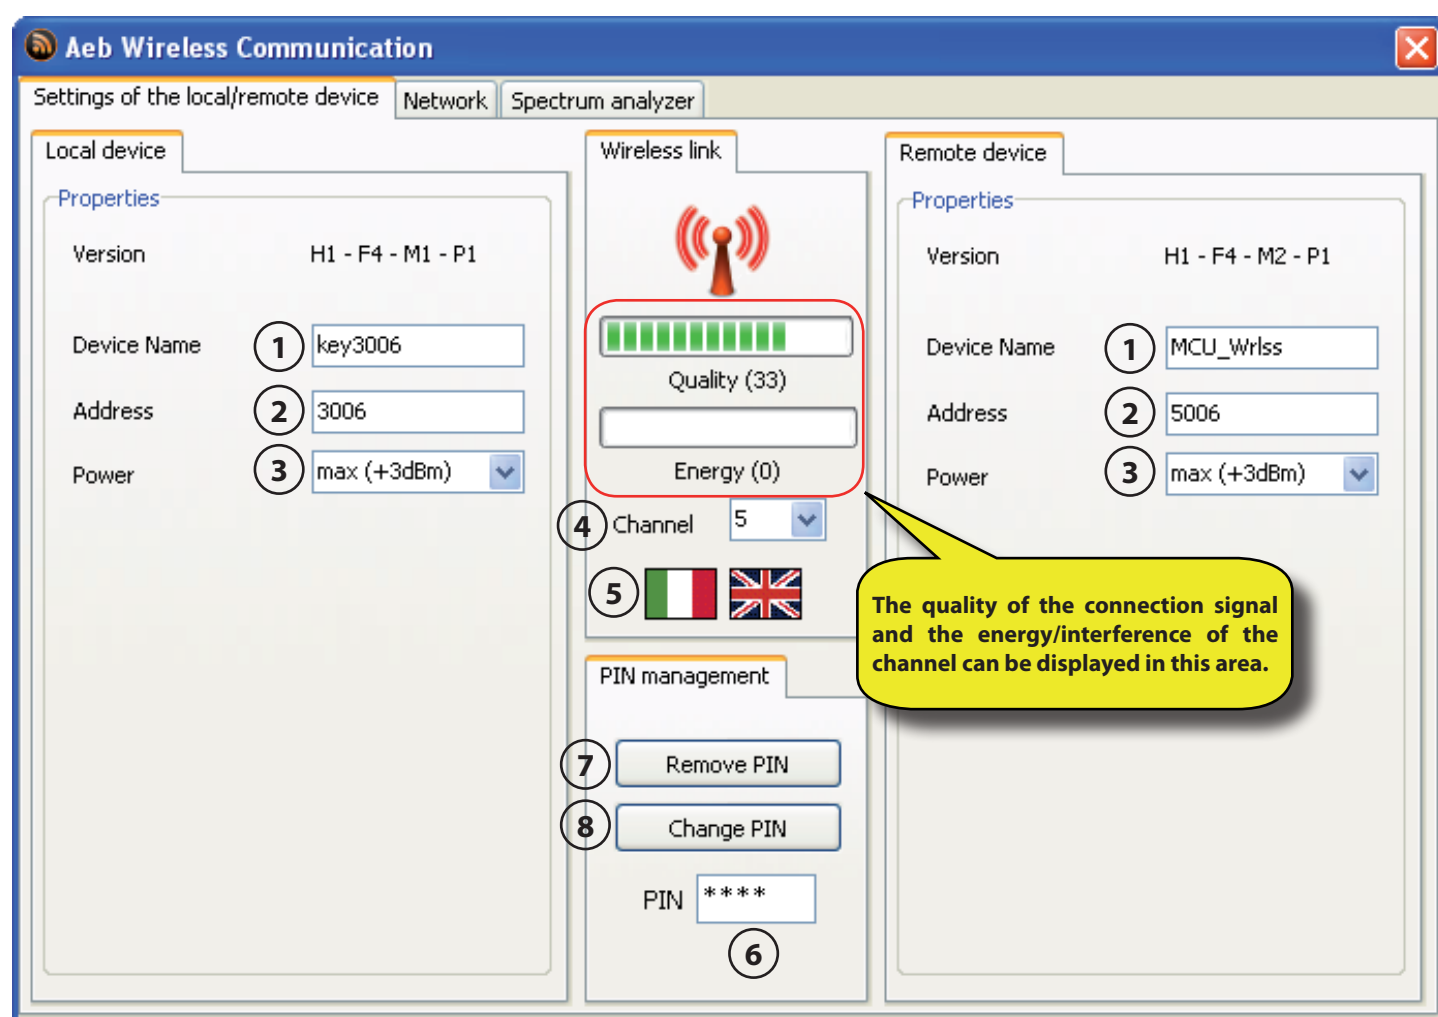 Aeb Wireless Communication
Settings of the local/remote device
Network
Spectrum analyzer
Local device
Properties
Version
H1 - F4 - M1 - P1
Device Name
1
key3006
Address
2
3006
Power
3
max (+3dBm)
Wireless link
Quality (33)
Energy (0)
4
Channel
5
5
PIN management
7
Remove PIN
8
Change PIN
PIN
****
6
Remote device
Properties
Version
H1 - F4 - M2 - P1
Device Name
1
MCU_Wrlss
Address
2
5006
Power
3
max (+3dBm)
The quality of the connection signal
and the energy/interference of the
channel can be displayed in this area.